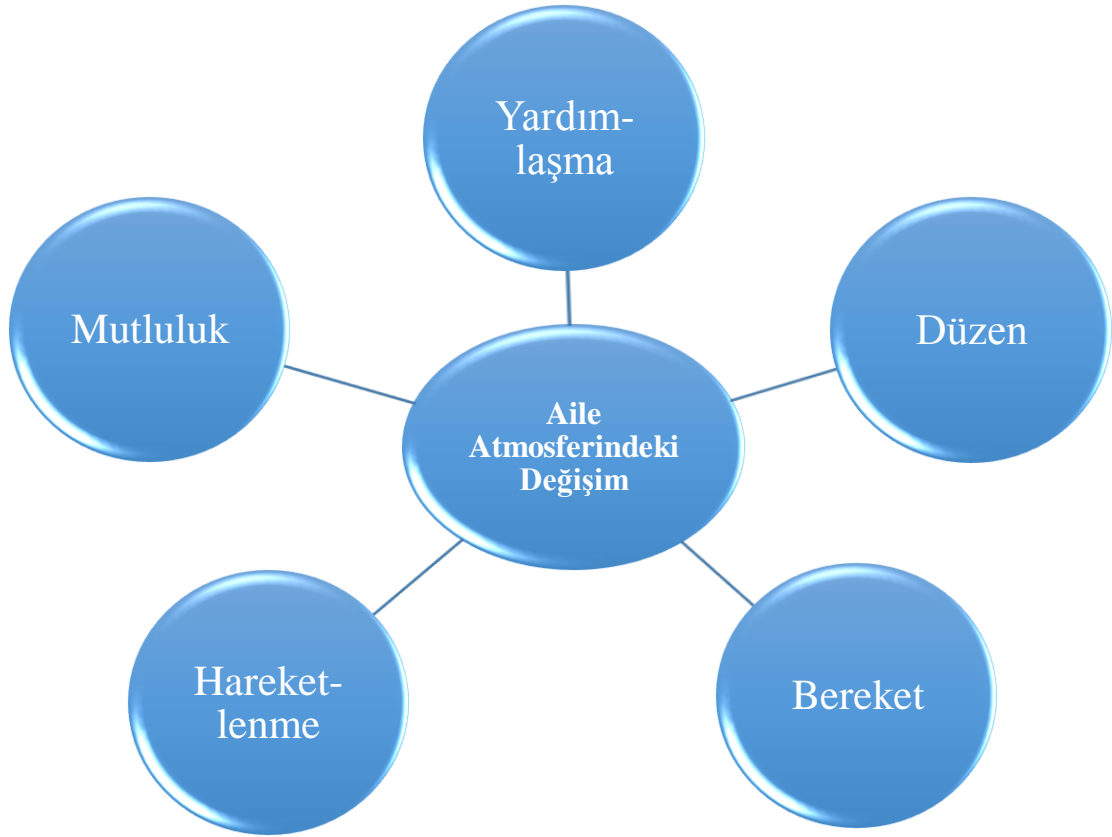 Yardım-
laşma
Mutluluk
Düzen
Aile
Atmosferindeki
Değişim
Hareket-
lenme
Bereket